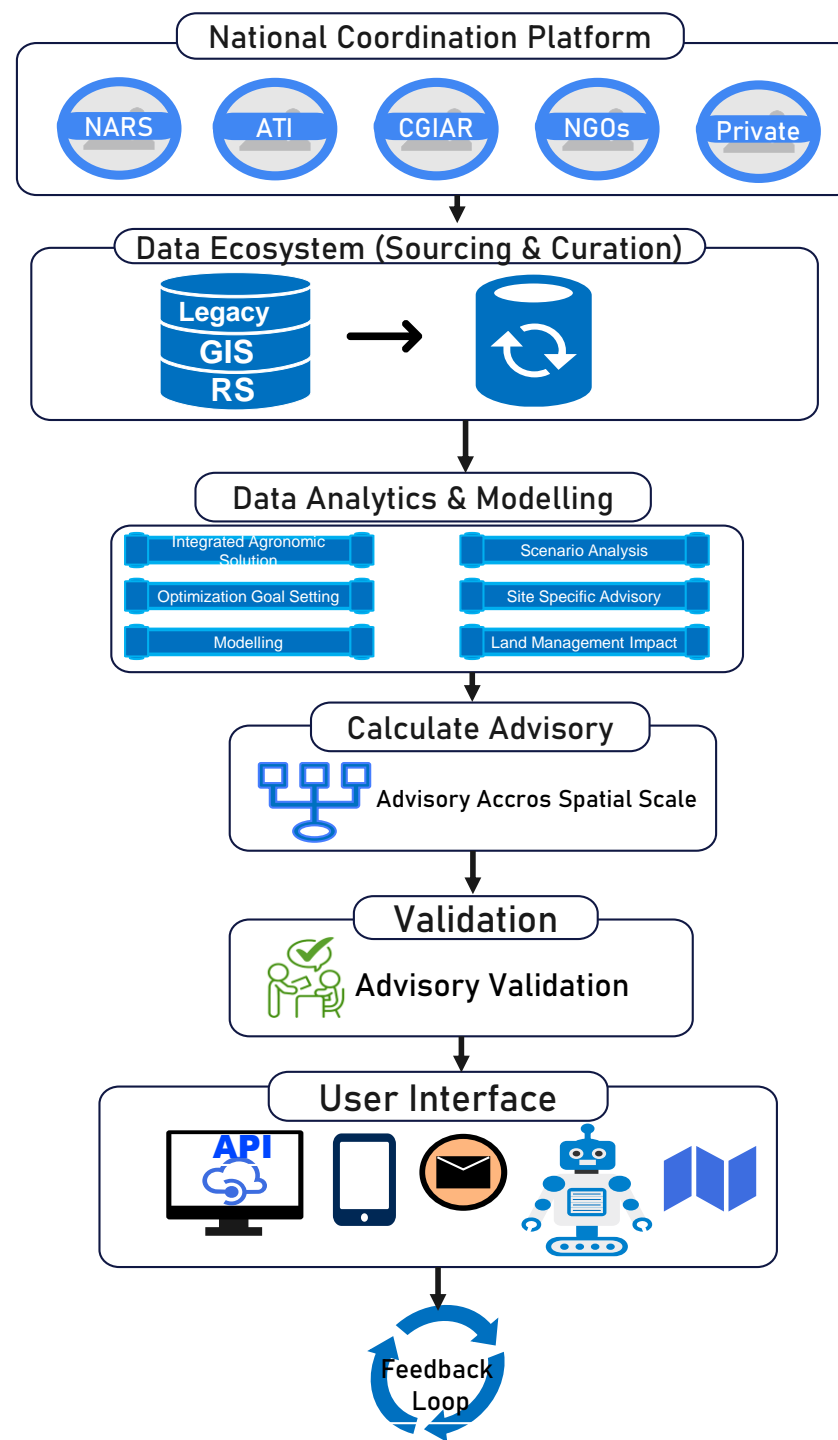 National Coordination Platform
NARS
ATI
CGIAR
NGOs
Private
Data Ecosystem (Sourcing & Curation)
Legacy
GIS
RS
Data Analytics & Modelling
Integrated Agronomic
Solution
Scenario Analysis
Optimization Goal Setting
Site Specific Advisory
Modelling
Land Management Impact
Calculate Advisory
Advisory Accros Spatial Scale
Validation
Advisory Validation
User Interface
API
Feedback
Loop